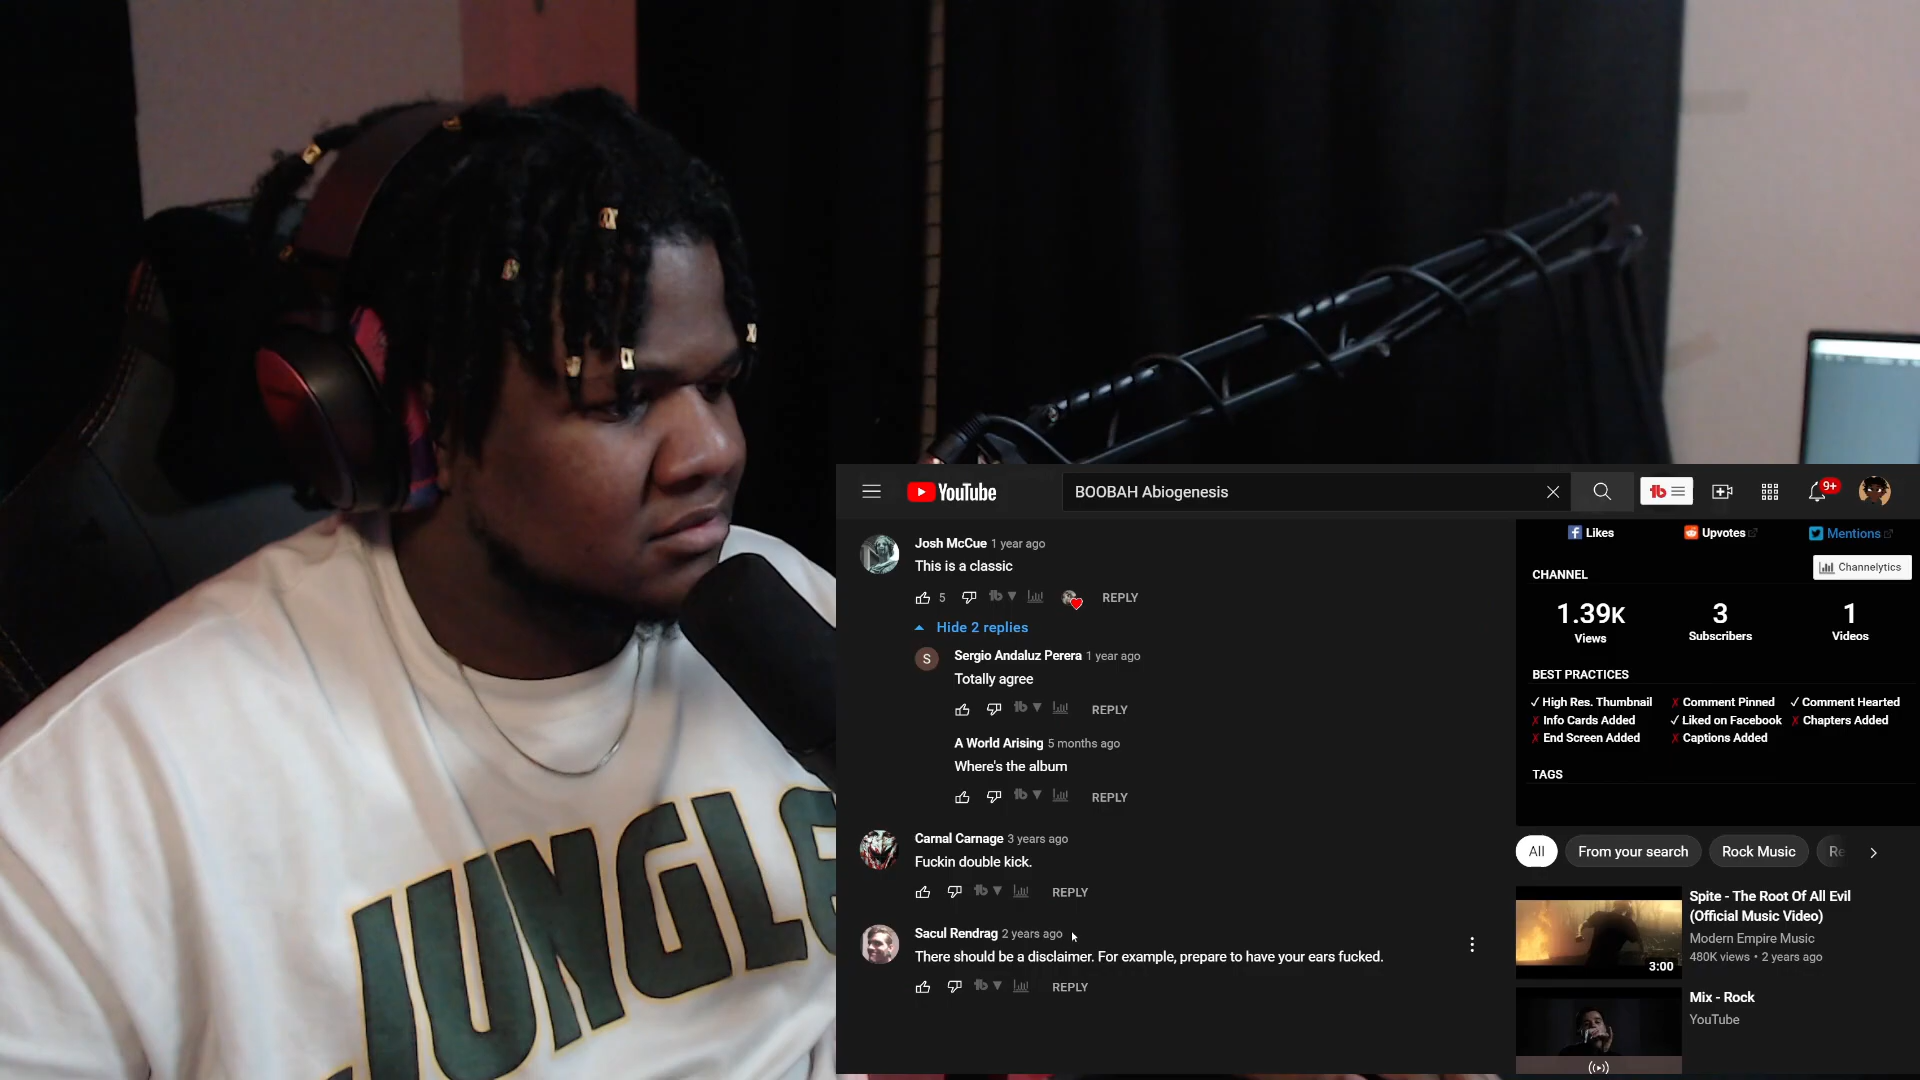 YouTube
BOOBAH Abiogenesis
tb
9+
Josh McCue 1 year ago
This is a classic
5
REPLY
Hide 2 replies
S
Sergio Andaluz Perera 1 year ago
Totally agree
tb
REPLY
A World Arising 5 months ago
Where's the album
tb
REPLY
Carnal Carnage 3 years ago
Fuckin double kick.
tb
REPLY
Sacul Rendrag 2 years ago
There should be a disclaimer. For example, prepare to have your ears fucked.
tb
REPLY
Likes Upvotes Mentions
CHANNEL
Channelytics
1.39K 3 1
Views Subscribers Videos
BEST PRACTICES
✓ High Res. Thumbnail ✗ Comment Pinned ✓ Comment Hearted
✗ Info Cards Added ✓ Liked on Facebook ✗ Chapters Added
✗ End Screen Added ✗ Captions Added
TAGS
All From your search Rock Music Re
Spite - The Root Of All Evil
(Official Music Video)
Modern Empire Music
480K views • 2 years ago
3:00
Mix - Rock
YouTube
JUNGLE